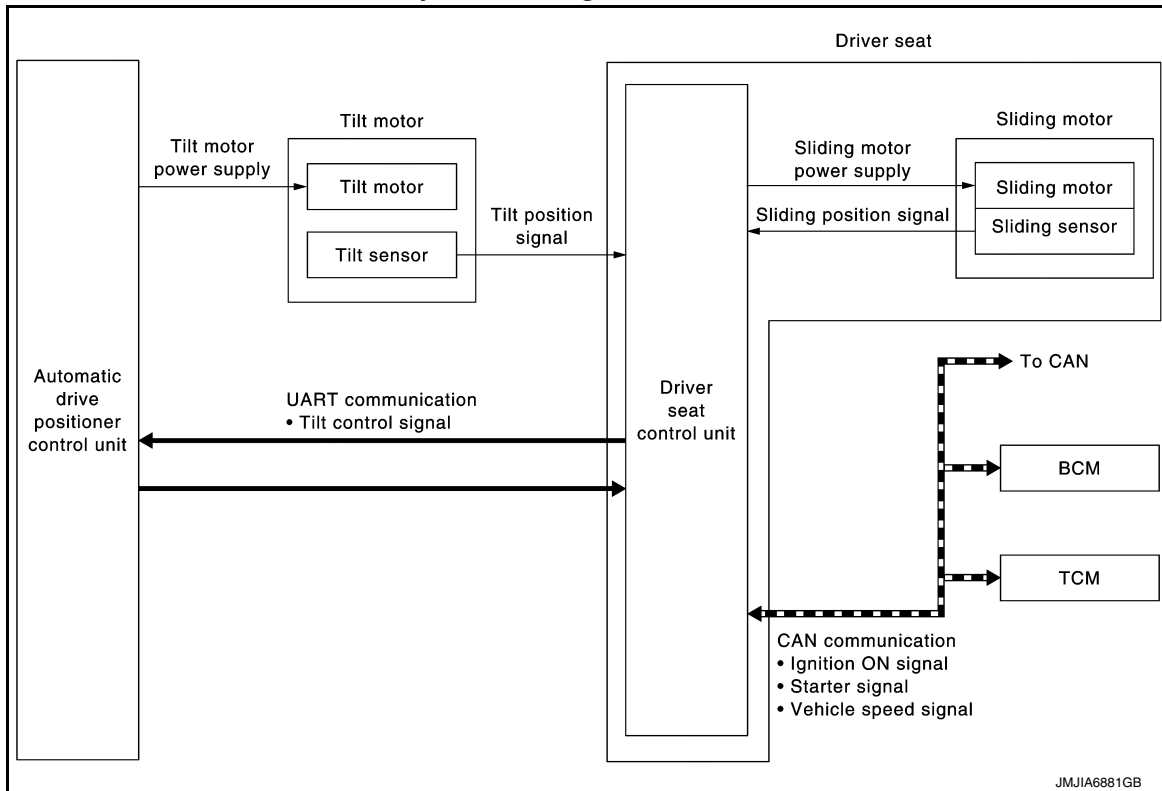 Driver seat
Tilt motor
Tilt motor
power supply
Tilt motor
Tilt sensor
Tilt position
signal
Sliding motor
Sliding motor
power supply
Sliding motor
Sliding position signal
Sliding sensor
Automatic
drive
positioner
control unit
UART communication
• Tilt control signal
Driver
seat
control unit
To CAN
BCM
TCM
CAN communication
• Ignition ON signal
• Starter signal
• Vehicle speed signal
JMJIA6881GB